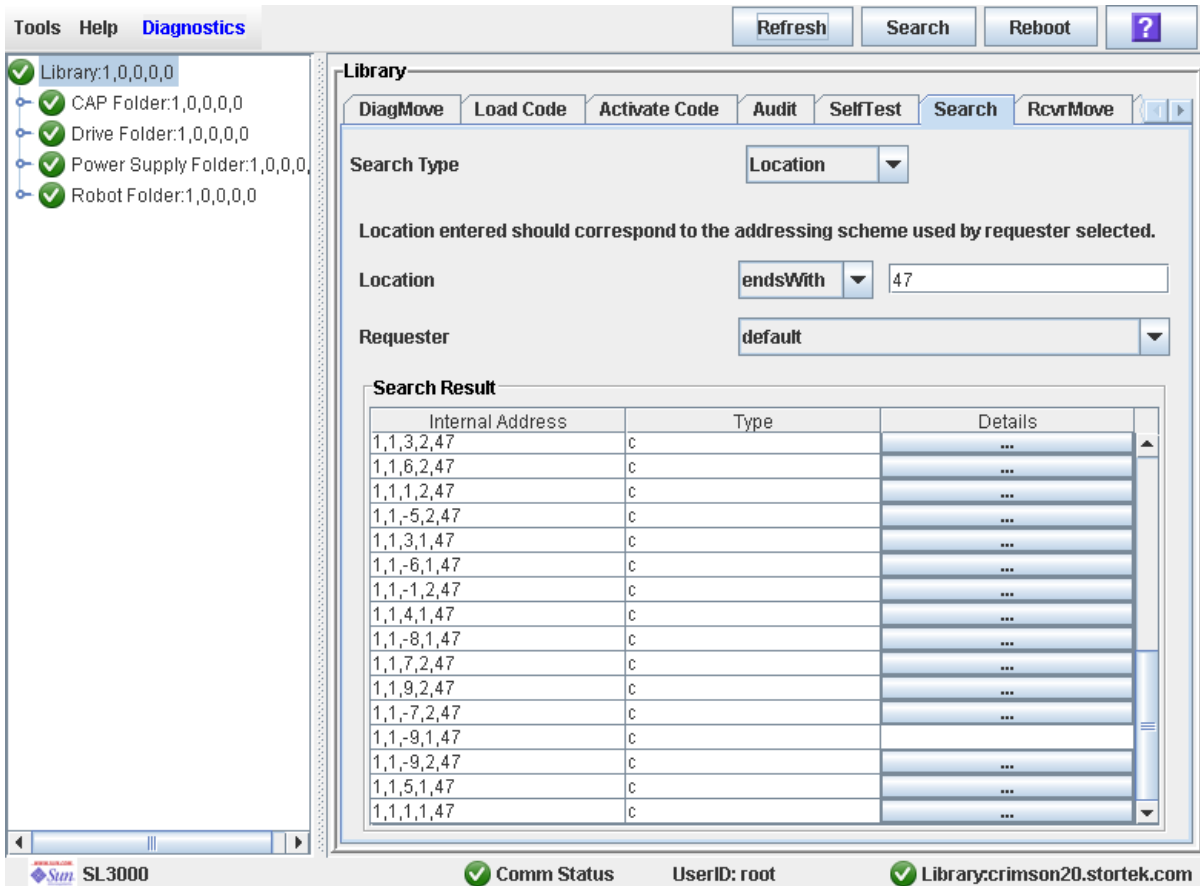 Tools Help Diagnostics Refresh Search Reboot ?
Library:1,0,0,0,0
CAP Folder:1,0,0,0,0
Drive Folder:1,0,0,0,0
Power Supply Folder:1,0,0,0,
Robot Folder:1,0,0,0,0
Library
DiagMove Load Code Activate Code Audit SelfTest Search RcvrMove
Search Type Location
Location entered should correspond to the addressing scheme used by requester selected.
Location endsWith 47
Requester default
Search Result
Internal Address Type Details
1,1,3,2,47 c ...
1,1,6,2,47 c ...
1,1,1,2,47 c ...
1,1,-5,2,47 c ...
1,1,3,1,47 c ...
1,1,-6,1,47 c ...
1,1,-1,2,47 c ...
1,1,4,1,47 c ...
1,1,-8,1,47 c ...
1,1,7,2,47 c ...
1,1,9,2,47 c ...
1,1,-7,2,47 c ...
1,1,-9,1,47 c
1,1,-9,2,47 c ...
1,1,5,1,47 c ...
1,1,1,1,47 c ...
Sun SL3000 Comm Status UserID: root Library:crimson20.stortek.com